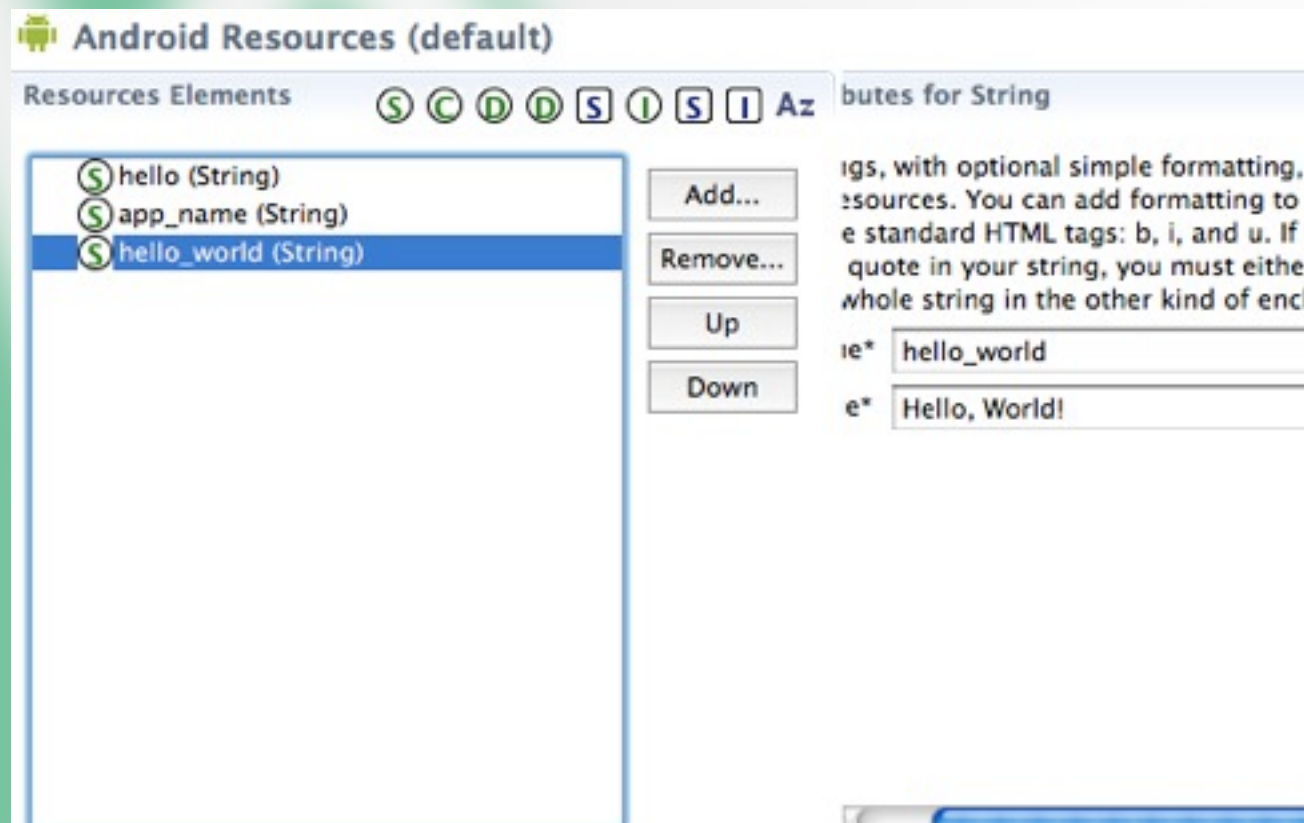 Android Resources (default)
Resources Elements
S C D D S I S I Az
S hello (String)
S app_name (String)
S hello_world (String)
Add...
Remove...
Up
Down
butes for String
ngs, with optional simple formatting,
esources. You can add formatting to
e standard HTML tags: b, i, and u. If
quote in your string, you must eithe
whole string in the other kind of encl
e* hello_world
e* Hello, World!